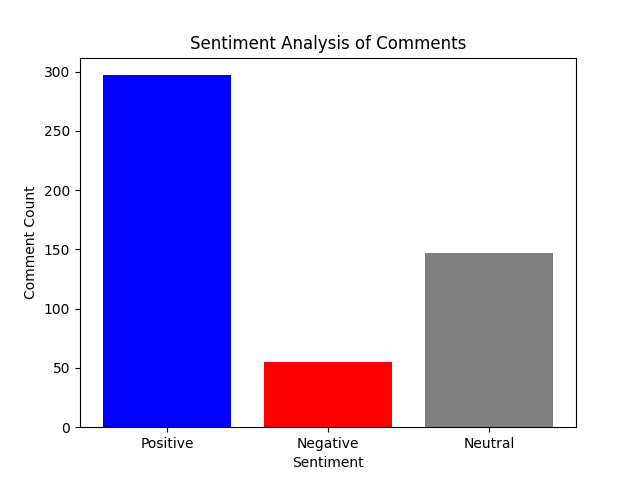 Sentiment Analysis of Comments
300
250
200
150
100
50
0
Comment Count
Positive Negative Neutral
Sentiment